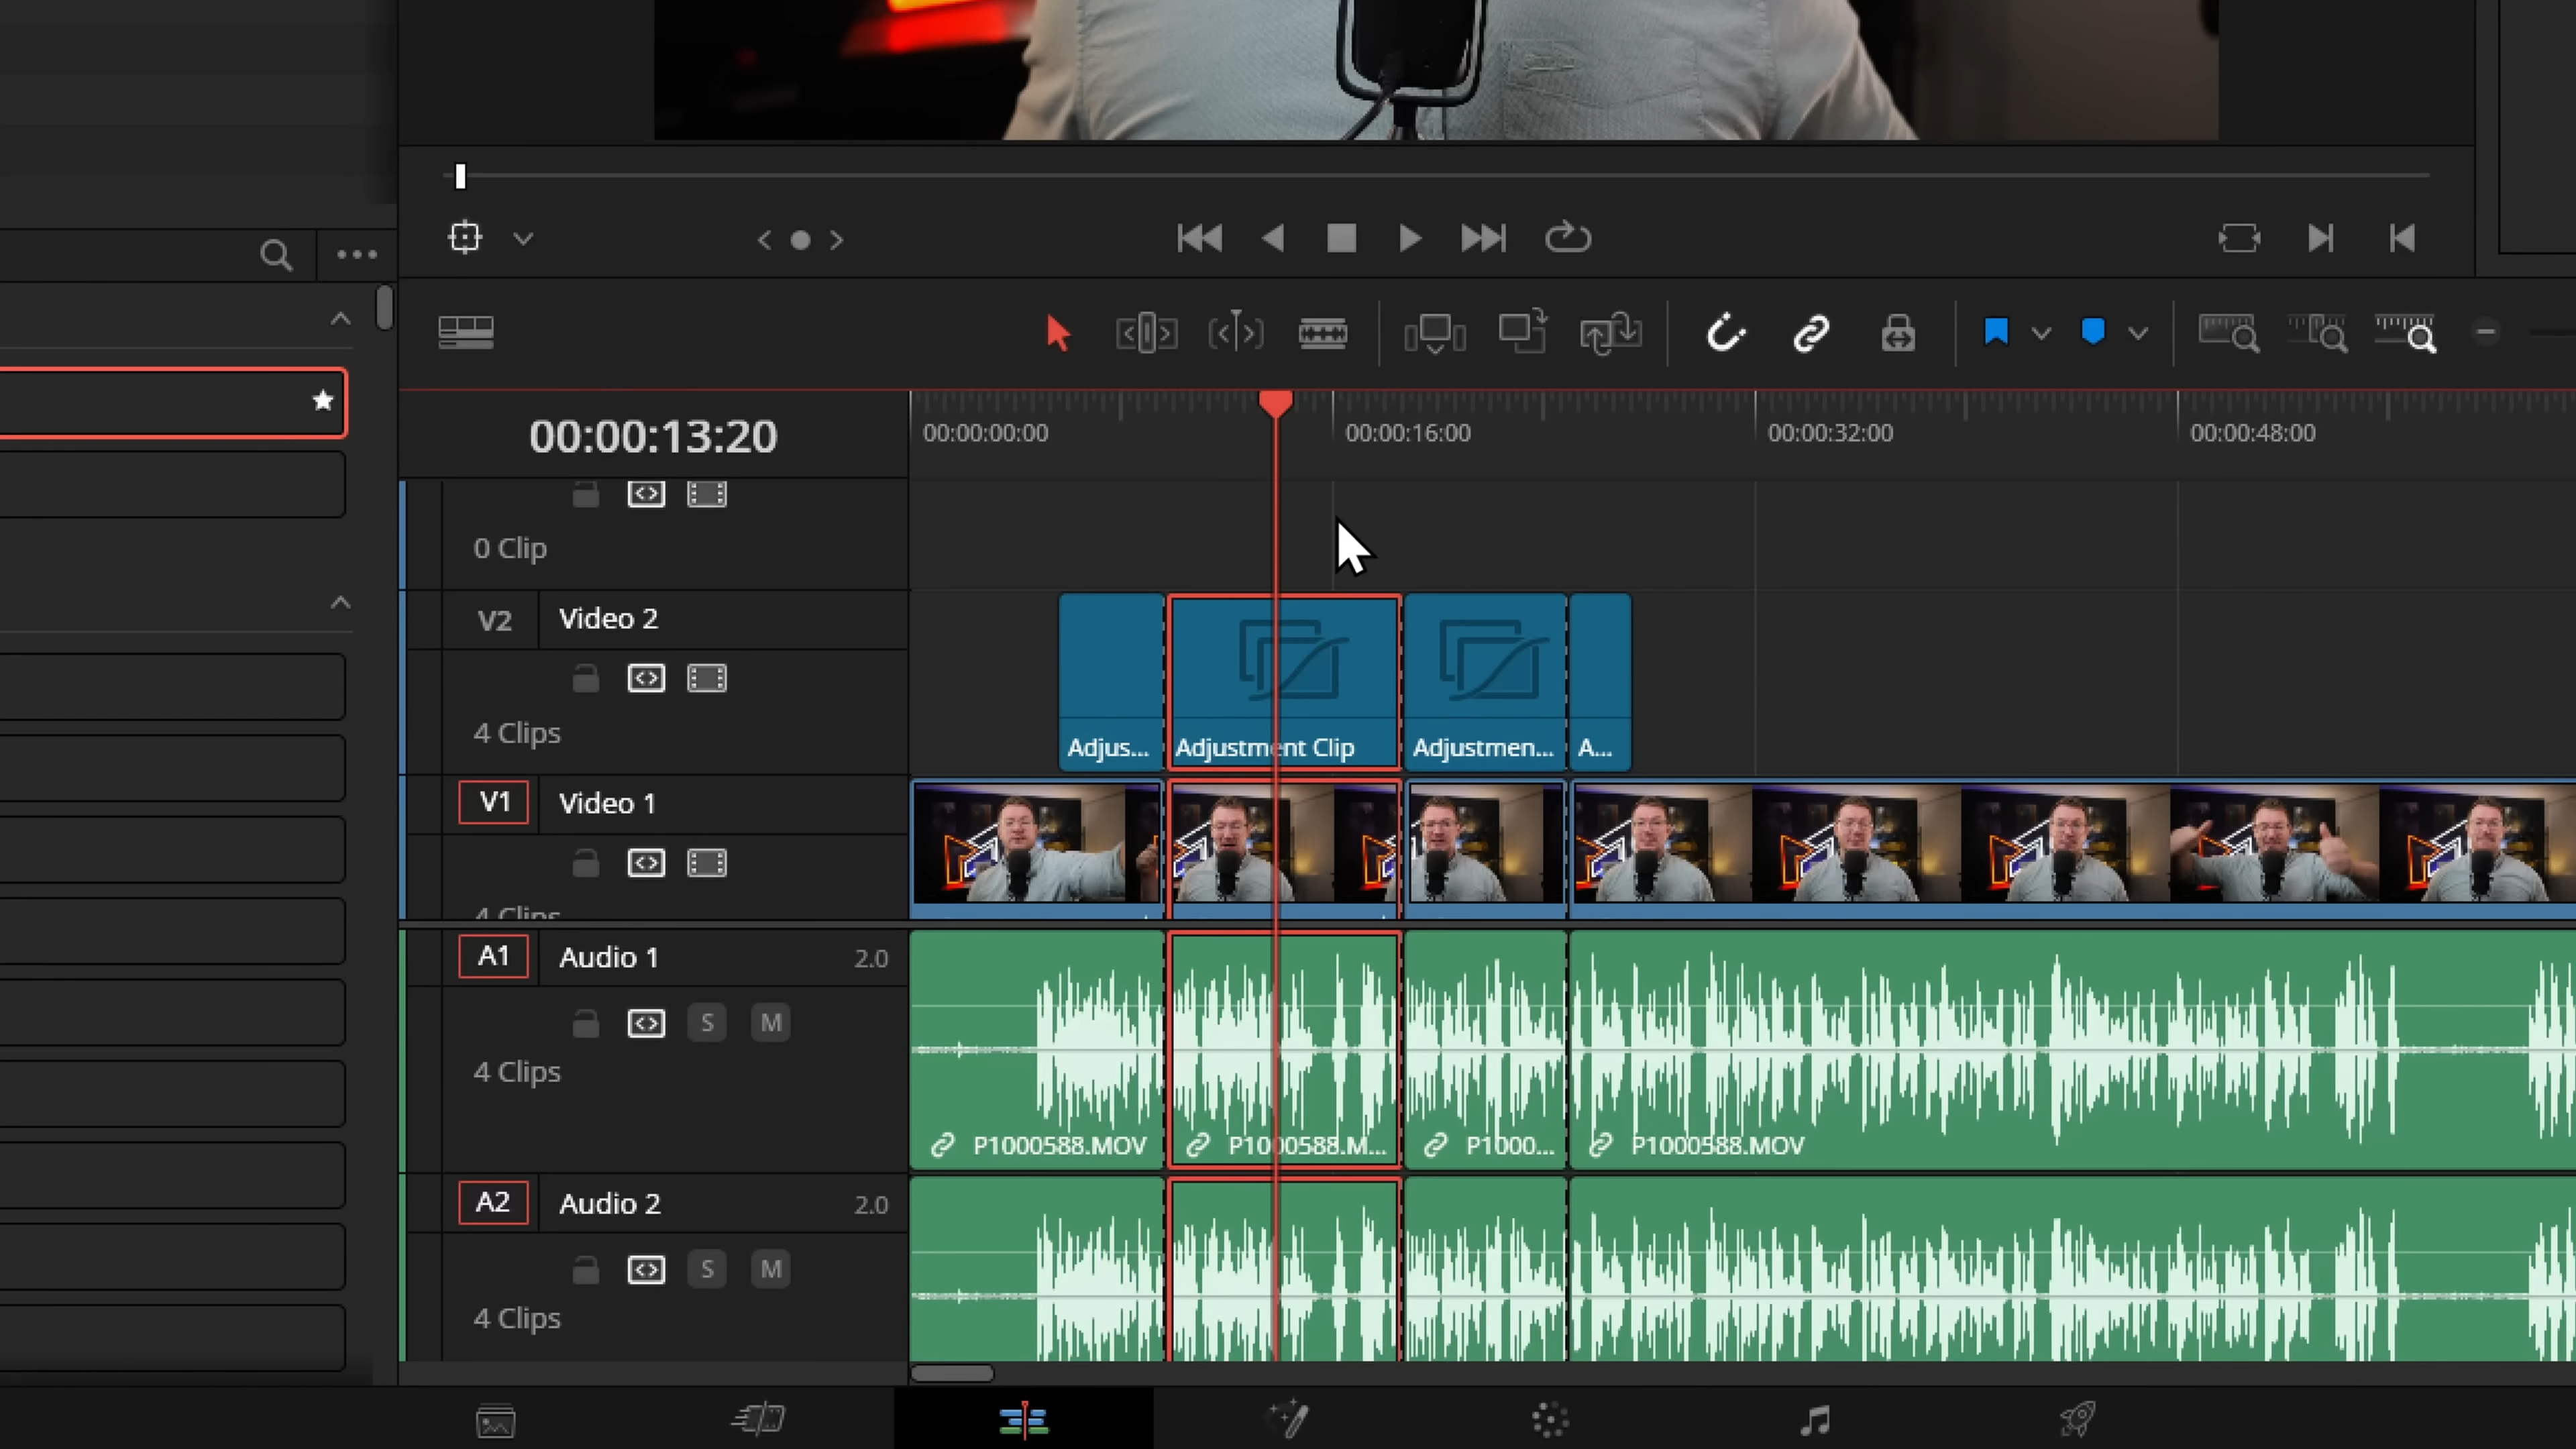 00:00:13:20
00:00:00:00
00:00:16:00
00:00:32:00
00:00:48:00
0 Clip
V2 Video 2
4 Clips
Adjus...
Adjustment Clip
Adjustmen...
A...
V1 Video 1
4 Clips
A1 Audio 1 2.0
S M
4 Clips
P1000588.MOV
P1000588.M...
P1000...
P1000588.MOV
A2 Audio 2 2.0
S M
4 Clips